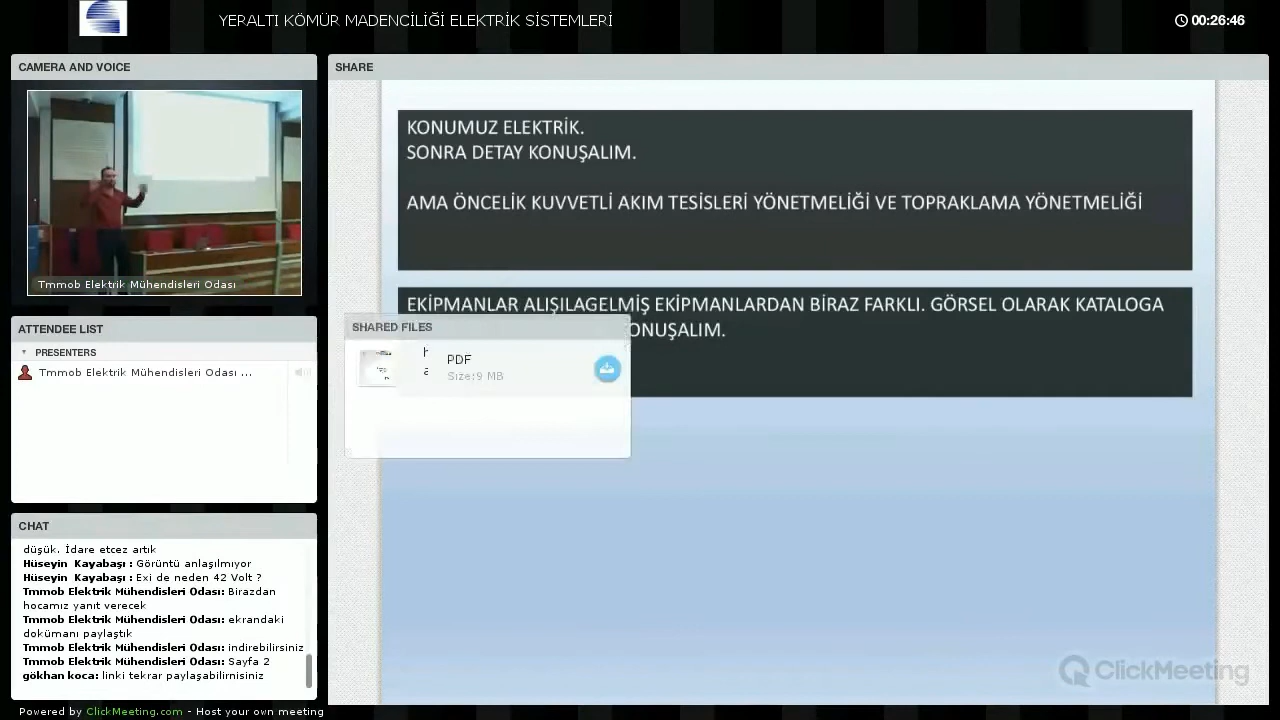 YERALTI KÖMÜR MADENCİLİĞİ ELEKTRİK SİSTEMLERİ
00:26:46
CAMERA AND VOICE
Tmmob Elektrik Mühendisleri Odası
ATTENDEE LIST
PRESENTERS
Tmmob Elektrik Mühendisleri Odası ...
CHAT
düşük. İdare etcez artık
Hüseyin Kayabaşı : Görüntü anlaşılmıyor
Hüseyin Kayabaşı : Exi de neden 42 Volt ?
Tmmob Elektrik Mühendisleri Odası: Birazdan
hocamız yanıt verecek
Tmmob Elektrik Mühendisleri Odası: ekrandaki
dokümanı paylaştık
Tmmob Elektrik Mühendisleri Odası: indirebilirsiniz
Tmmob Elektrik Mühendisleri Odası: Sayfa 2
gökhan koca: linki tekrar paylaşabilirnisiniz
Powered by ClickMeeting.com - Host your own meeting
SHARE
KONUMUZ ELEKTRİK.
SONRA DETAY KONUŞALIM.
AMA ÖNCELİK KUVVETLİ AKIM TESİSLERİ YÖNETMELİĞİ VE TOPRAKLAMA YÖNETMELİĞİ
EKİPMANLAR ALIŞILAGELMİŞ EKİPMANLARDAN BİRAZ FARKLI. GÖRSEL OLARAK KATALOGA
ONUŞALIM.
SHARED FILES
PDF
Size:9 MB
ClickMeeting